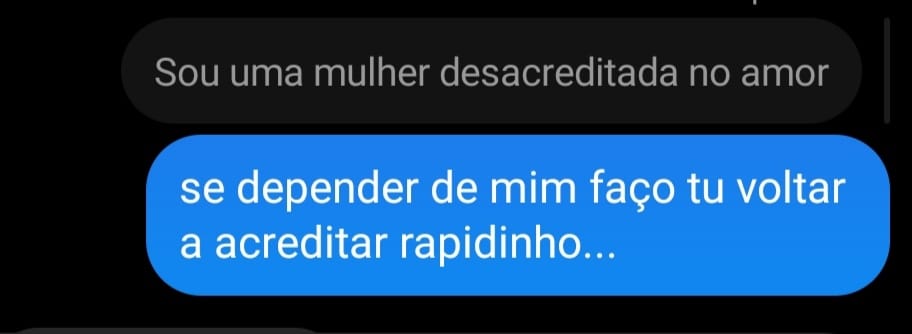 Sou uma mulher desacreditada no amor
se depender de mim faço tu voltar
a acreditar rapidinho...